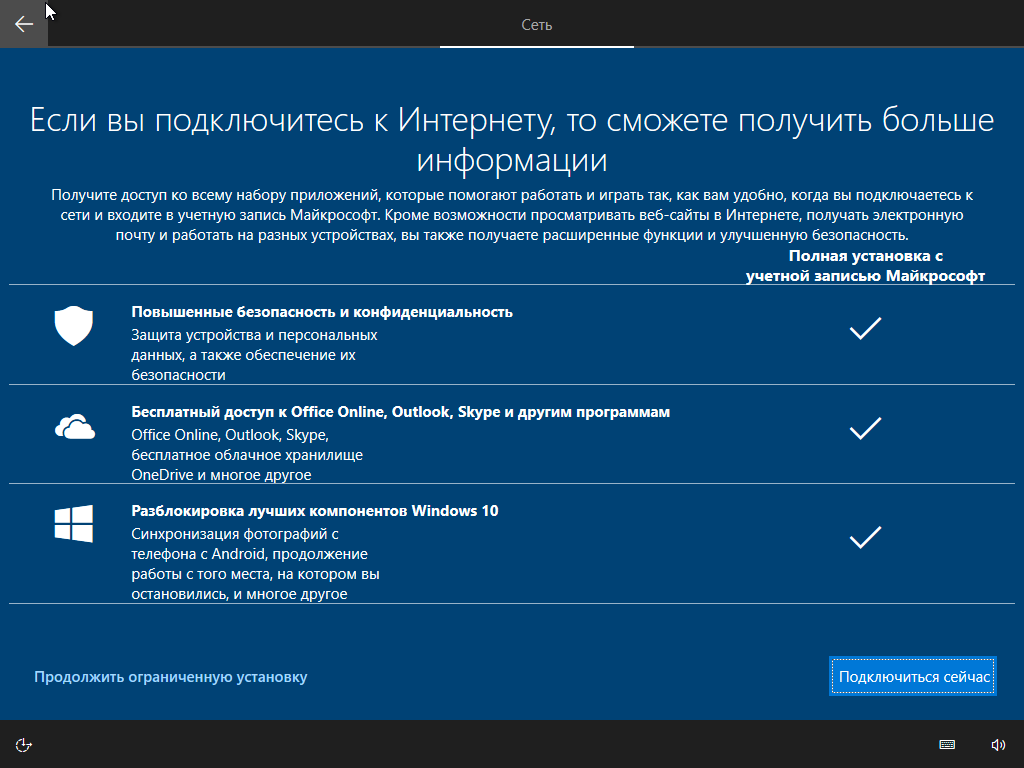 Сеть
Если вы подключитесь к Интернету, то сможете получить больше
информации
Получите доступ ко всему набору приложений, которые помогают работать и играть так, как вам удобно, когда вы подключаетесь к
сети и входите в учетную запись Майкрософт. Кроме возможности просматривать веб-сайты в Интернете, получать электронную
почту и работать на разных устройствах, вы также получаете расширенные функции и улучшенную безопасность.
Полная установка с
учетной записью Майкрософт
Повышенные безопасность и конфиденциальность
Защита устройства и персональных
данных, а также обеспечение их
безопасности
Бесплатный доступ к Office Online, Outlook, Skype и другим программам
Office Online, Outlook, Skype,
бесплатное облачное хранилище
OneDrive и многое другое
Разблокировка лучших компонентов Windows 10
Синхронизация фотографий с
телефона с Android, продолжение
работы с того места, на котором вы
остановились, и многое другое
Продолжить ограниченную установку
Подключиться сейчас